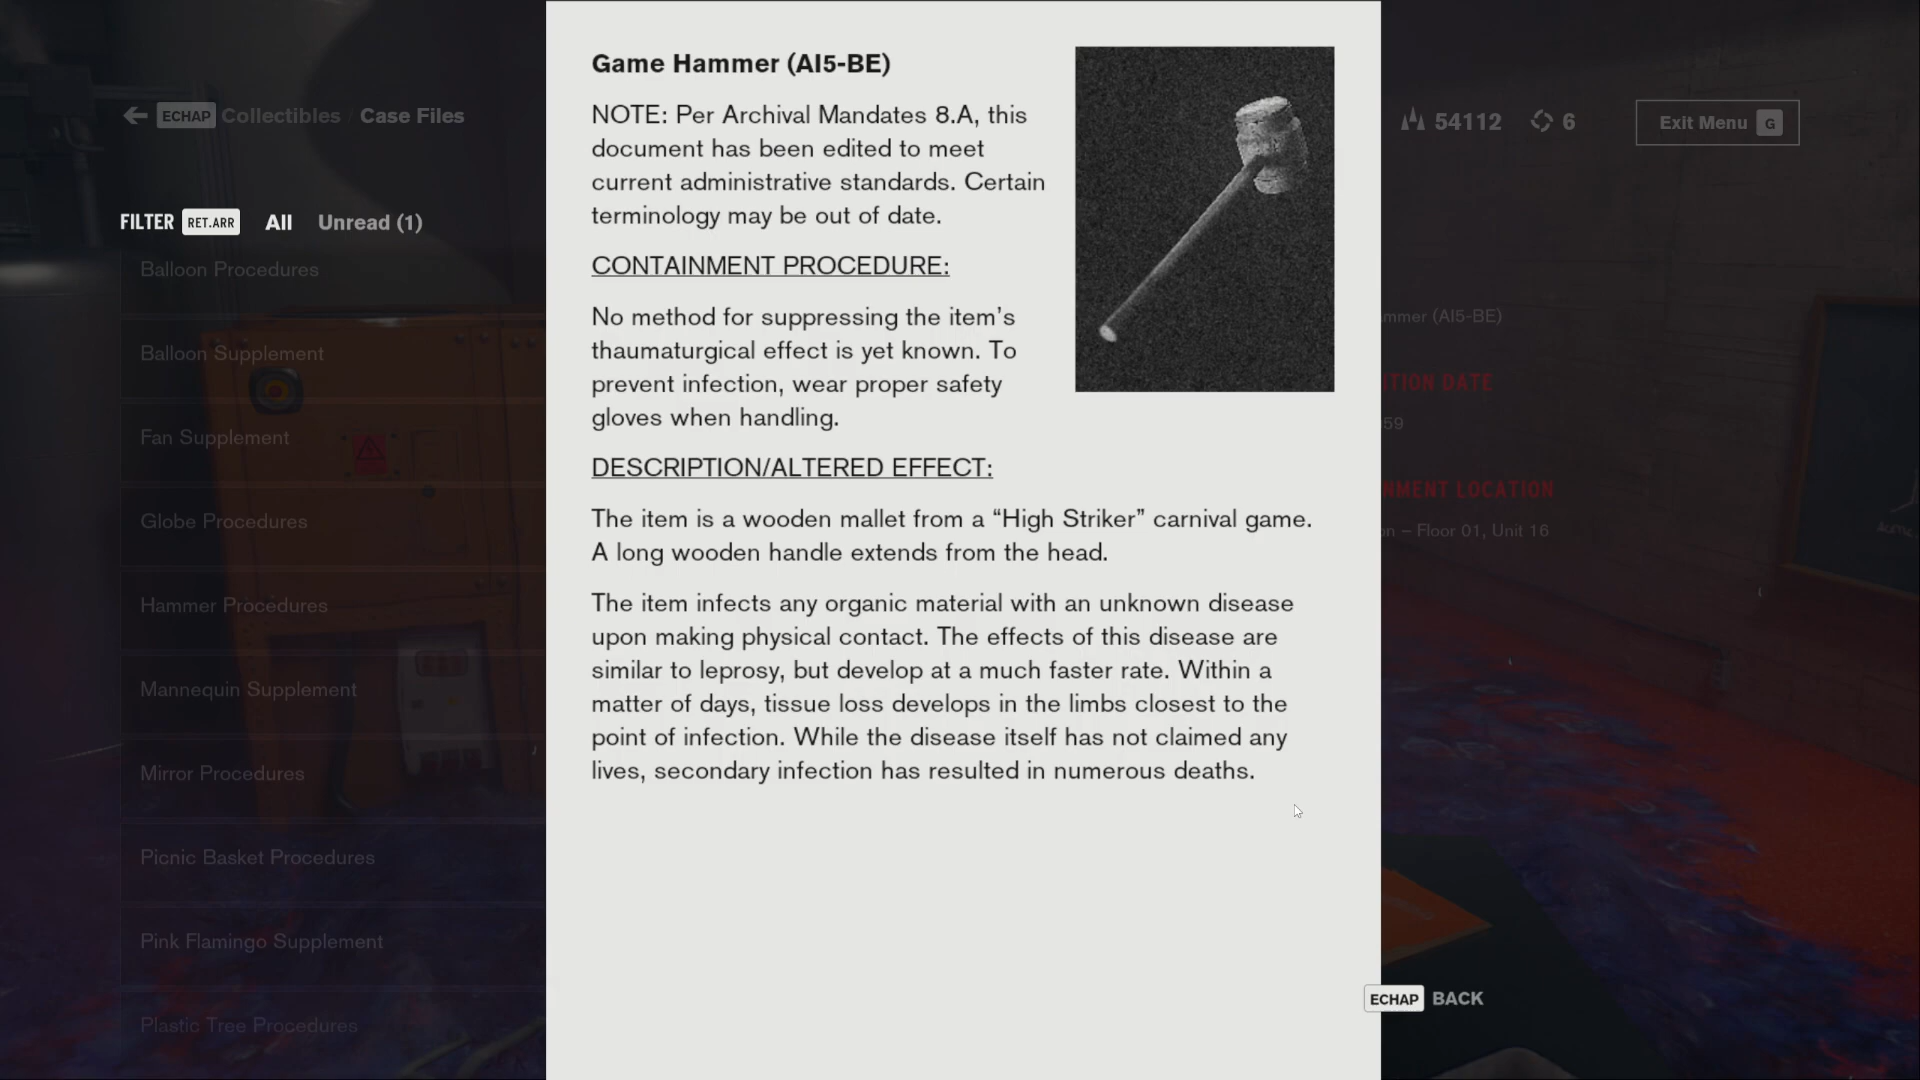 Game Hammer (AI5-BE)
NOTE: Per Archival Mandates 8.A, this
document has been edited to meet
current administrative standards. Certain
terminology may be out of date.
CONTAINMENT PROCEDURE:
No method for suppressing the item’s
thaumaturgical effect is yet known. To
prevent infection, wear proper safety
gloves when handling.
DESCRIPTION/ALTERED EFFECT:
The item is a wooden mallet from a “High Striker” carnival game.
A long wooden handle extends from the head.
The item infects any organic material with an unknown disease
upon making physical contact. The effects of this disease are
similar to leprosy, but develop at a much faster rate. Within a
matter of days, tissue loss develops in the limbs closest to the
point of infection. While the disease itself has not claimed any
lives, secondary infection has resulted in numerous deaths.
ECHAP Collectibles / Case Files
54112 6
Exit Menu G
FILTER RET.ARR All Unread (1)
Balloon Procedures
Balloon Supplement
Fan Supplement
Globe Procedures
Hammer Procedures
Mannequin Supplement
Mirror Procedures
Picnic Basket Procedures
Pink Flamingo Supplement
Plastic Tree Procedures
mmer (AI5-BE)
ITION DATE
59
NMENT LOCATION
on – Floor 01, Unit 16
ECHAP BACK